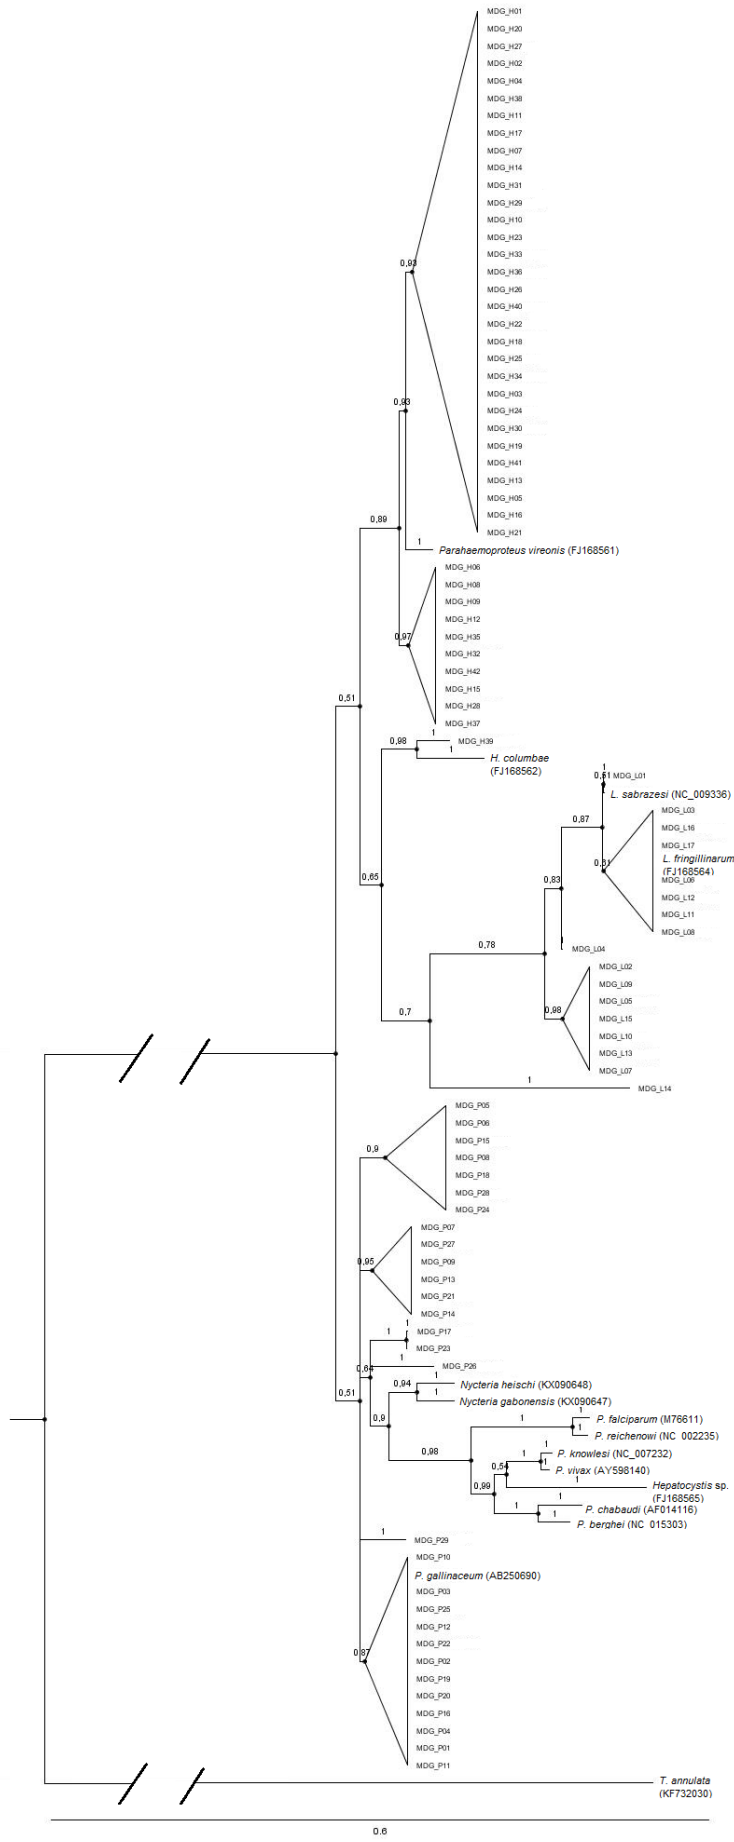 MDG_H01
MDG_H20
MDG_H27
MDG_H02
MDG_H04
MDG_H38
MDG_H11
MDG_H17
MDG_H07
MDG_H14
MDG_H31
MDG_H29
MDG_H10
MDG_H23
MDG_H33
0,93
MDG_H36
MDG_H26
MDG_H40
MDG_H22
MDG_H18
MDG_H25
MDG_H34
MDG_H03
0,93
MDG_H24
MDG_H30
MDG_H19
MDG_H41
MDG_H13
MDG_H05
MDG_H16
0,89
MDG_H21
1
Parahaemoproteus vireonis (FJ168561)
MDG_H06
MDG_H08
MDG_H09
MDG_H12
0,97
MDG_H35
MDG_H32
MDG_H42
MDG_H15
0,51
MDG_H28
MDG_H37
0,98
1
MDG_H39
1
H. columbae
(FJ168562)
1
0,51
MDG_L01
L. sabrazesi (NC_009336)
0,87
MDG_L03
MDG_L16
MDG_L17
0,51
L. fringillinarum
(FJ168564)
0,65
0,83
MDG_L06
MDG_L12
MDG_L11
MDG_L08
0,78
MDG_L04
MDG_L02
MDG_L09
MDG_L05
0,7
0,98
MDG_L15
MDG_L10
MDG_L13
MDG_L07
1
MDG_L14
MDG_P05
MDG_P06
MDG_P15
0,9
MDG_P08
MDG_P18
MDG_P28
MDG_P24
MDG_P07
MDG_P27
0,95
MDG_P09
MDG_P13
MDG_P21
MDG_P14
1
1
MDG_P17
MDG_P23
0,64
1
MDG_P26
0,51
0,94
1
Nycteria heischi (KX090648)
1
Nycteria gabonensis (KX090647)
0,9
1
1
P. falciparum (M76611)
1
P. reichenowi (NC_002235)
0,98
1
1
P. knowlesi (NC_007232)
1
P. vivax (AY598140)
0,54
1
Hepatocystis sp.
(FJ168565)
0,99
1
1
P. chabaudi (AF014116)
1
P. berghei (NC_015303)
1
MDG_P29
MDG_P10
P. gallinaceum (AB250690)
MDG_P03
MDG_P25
MDG_P12
MDG_P22
0,87
MDG_P02
MDG_P19
MDG_P20
MDG_P16
MDG_P04
MDG_P01
MDG_P11
T. annulata
(KF732030)
0.6